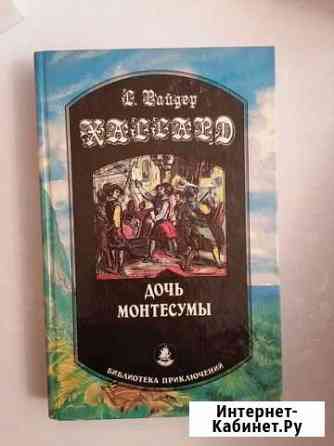 Г. Райдер
ХАГГАРД
ДОЧЬ
МОНТЕСУМЫ
БИБЛИОТЕКА ПРИКЛЮЧЕНИЙ
Интернет-
Кабинет.Ру